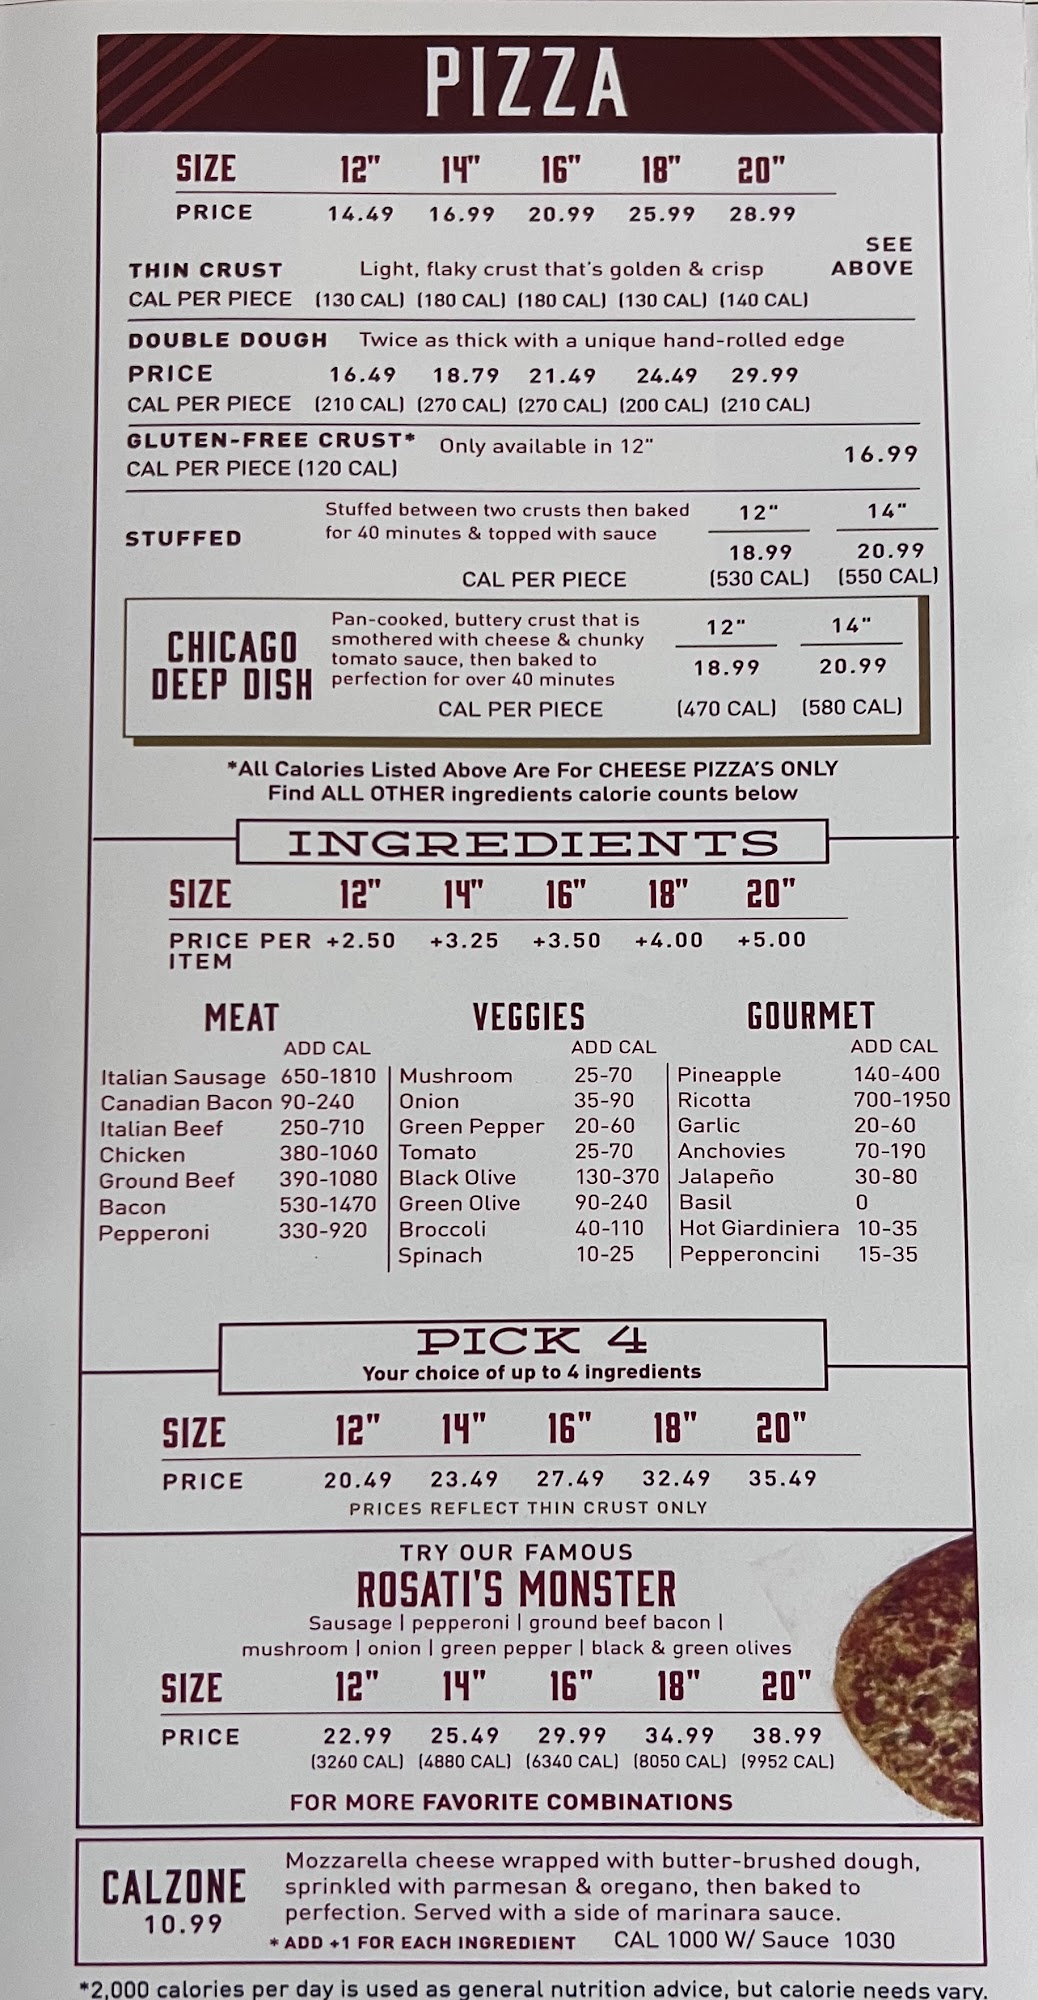 PIZZA
SIZE 12" 14" 16" 18" 20"
PRICE 14.49 16.99 20.99 25.99 28.99
SEE
THIN CRUST Light, flaky crust that's golden & crisp ABOVE
CAL PER PIECE (130 CAL) (180 CAL) (180 CAL) (130 CAL) (140 CAL)
DOUBLE DOUGH Twice as thick with a unique hand-rolled edge
PRICE 16.49 18.79 21.49 24.49 29.99
CAL PER PIECE (210 CAL) (270 CAL) (270 CAL) (200 CAL) (210 CAL)
GLUTEN-FREE CRUST* Only available in 12" 16.99
CAL PER PIECE (120 CAL)
Stuffed between two crusts then baked 12" 14"
STUFFED for 40 minutes & topped with sauce
18.99 20.99
CAL PER PIECE (530 CAL) (550 CAL)
CHICAGO
DEEP DISH
Pan-cooked, buttery crust that is
smothered with cheese & chunky
tomato sauce, then baked to
perfection for over 40 minutes
12" 14"
18.99 20.99
CAL PER PIECE (470 CAL) (580 CAL)
*All Calories Listed Above Are For CHEESE PIZZA'S ONLY
Find ALL OTHER ingredients calorie counts below
INGREDIENTS
SIZE 12" 14" 16" 18" 20"
PRICE PER +2.50 +3.25 +3.50 +4.00 +5.00
ITEM
MEAT
ADD CAL
Italian Sausage 650-1810
Canadian Bacon 90-240
Italian Beef 250-710
Chicken 380-1060
Ground Beef 390-1080
Bacon 530-1470
Pepperoni 330-920
VEGGIES
ADD CAL
Mushroom 25-70
Onion 35-90
Green Pepper 20-60
Tomato 25-70
Black Olive 130-370
Green Olive 90-240
Broccoli 40-110
Spinach 10-25
GOURMET
ADD CAL
Pineapple 140-400
Ricotta 700-1950
Garlic 20-60
Anchovies 70-190
Jalapeño 30-80
Basil 0
Hot Giardiniera 10-35
Pepperoncini 15-35
PICK 4
Your choice of up to 4 ingredients
SIZE 12" 14" 16" 18" 20"
PRICE 20.49 23.49 27.49 32.49 35.49
PRICES REFLECT THIN CRUST ONLY
TRY OUR FAMOUS
ROSATI'S MONSTER
Sausage | pepperoni | ground beef bacon |
mushroom | onion | green pepper | black & green olives
SIZE 12" 14" 16" 18" 20"
PRICE 22.99 25.49 29.99 34.99 38.99
(3260 CAL) (4880 CAL) (6340 CAL) (8050 CAL) (9952 CAL)
FOR MORE FAVORITE COMBINATIONS
CALZONE
10.99
Mozzarella cheese wrapped with butter-brushed dough,
sprinkled with parmesan & oregano, then baked to
perfection. Served with a side of marinara sauce.
* ADD +1 FOR EACH INGREDIENT CAL 1000 W/ Sauce 1030
*2,000 calories per day is used as general nutrition advice, but calorie needs vary.